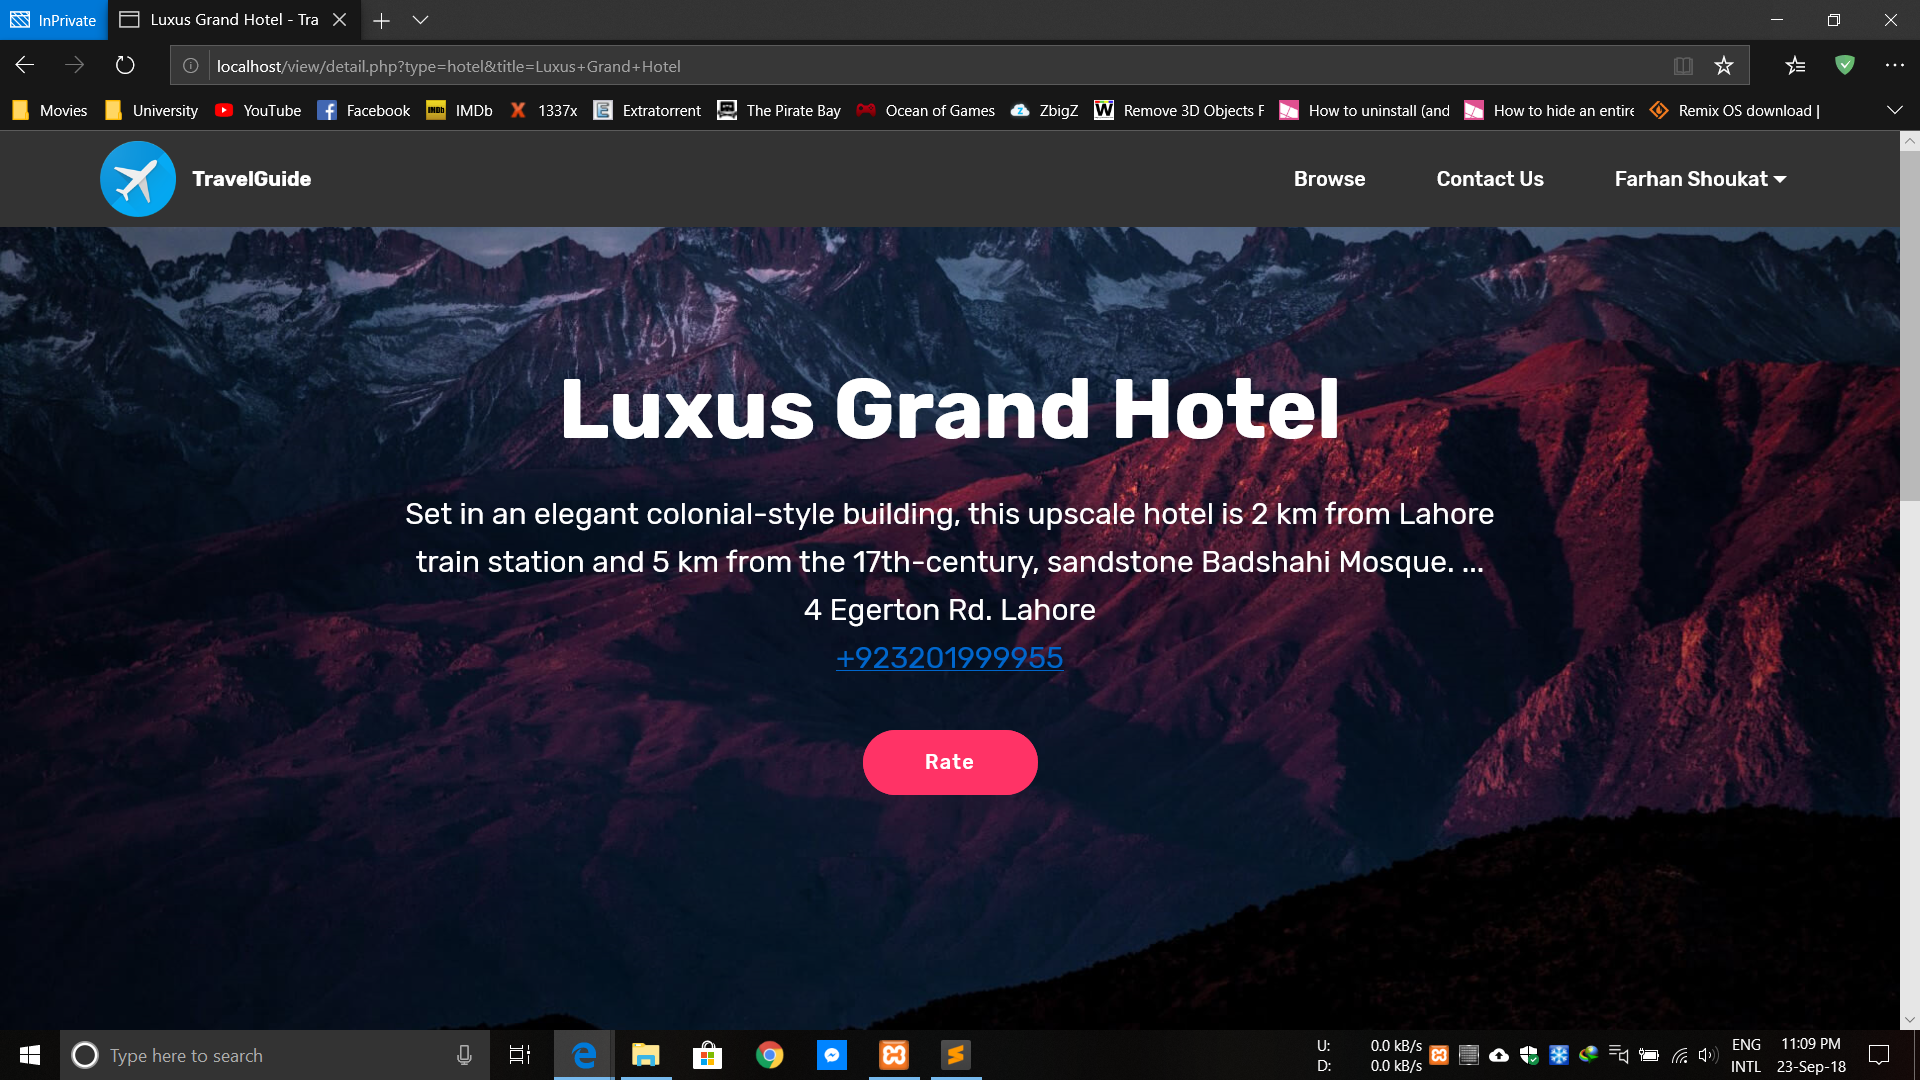 InPrivate
Luxus Grand Hotel - Tra
localhost/view/detail.php?type=hotel&title=Luxus+Grand+Hotel
Movies University YouTube Facebook IMDb 1337x Extratorrent The Pirate Bay Ocean of Games ZbigZ Remove 3D Objects F How to uninstall (and How to hide an entire Remix OS download |
TravelGuide
Browse Contact Us Farhan Shoukat
Luxus Grand Hotel
Set in an elegant colonial-style building, this upscale hotel is 2 km from Lahore
train station and 5 km from the 17th-century, sandstone Badshahi Mosque. ...
4 Egerton Rd. Lahore
+923201999955
Rate
Type here to search
U: 0.0 kB/s
D: 0.0 kB/s
ENG
INTL
11:09 PM
23-Sep-18